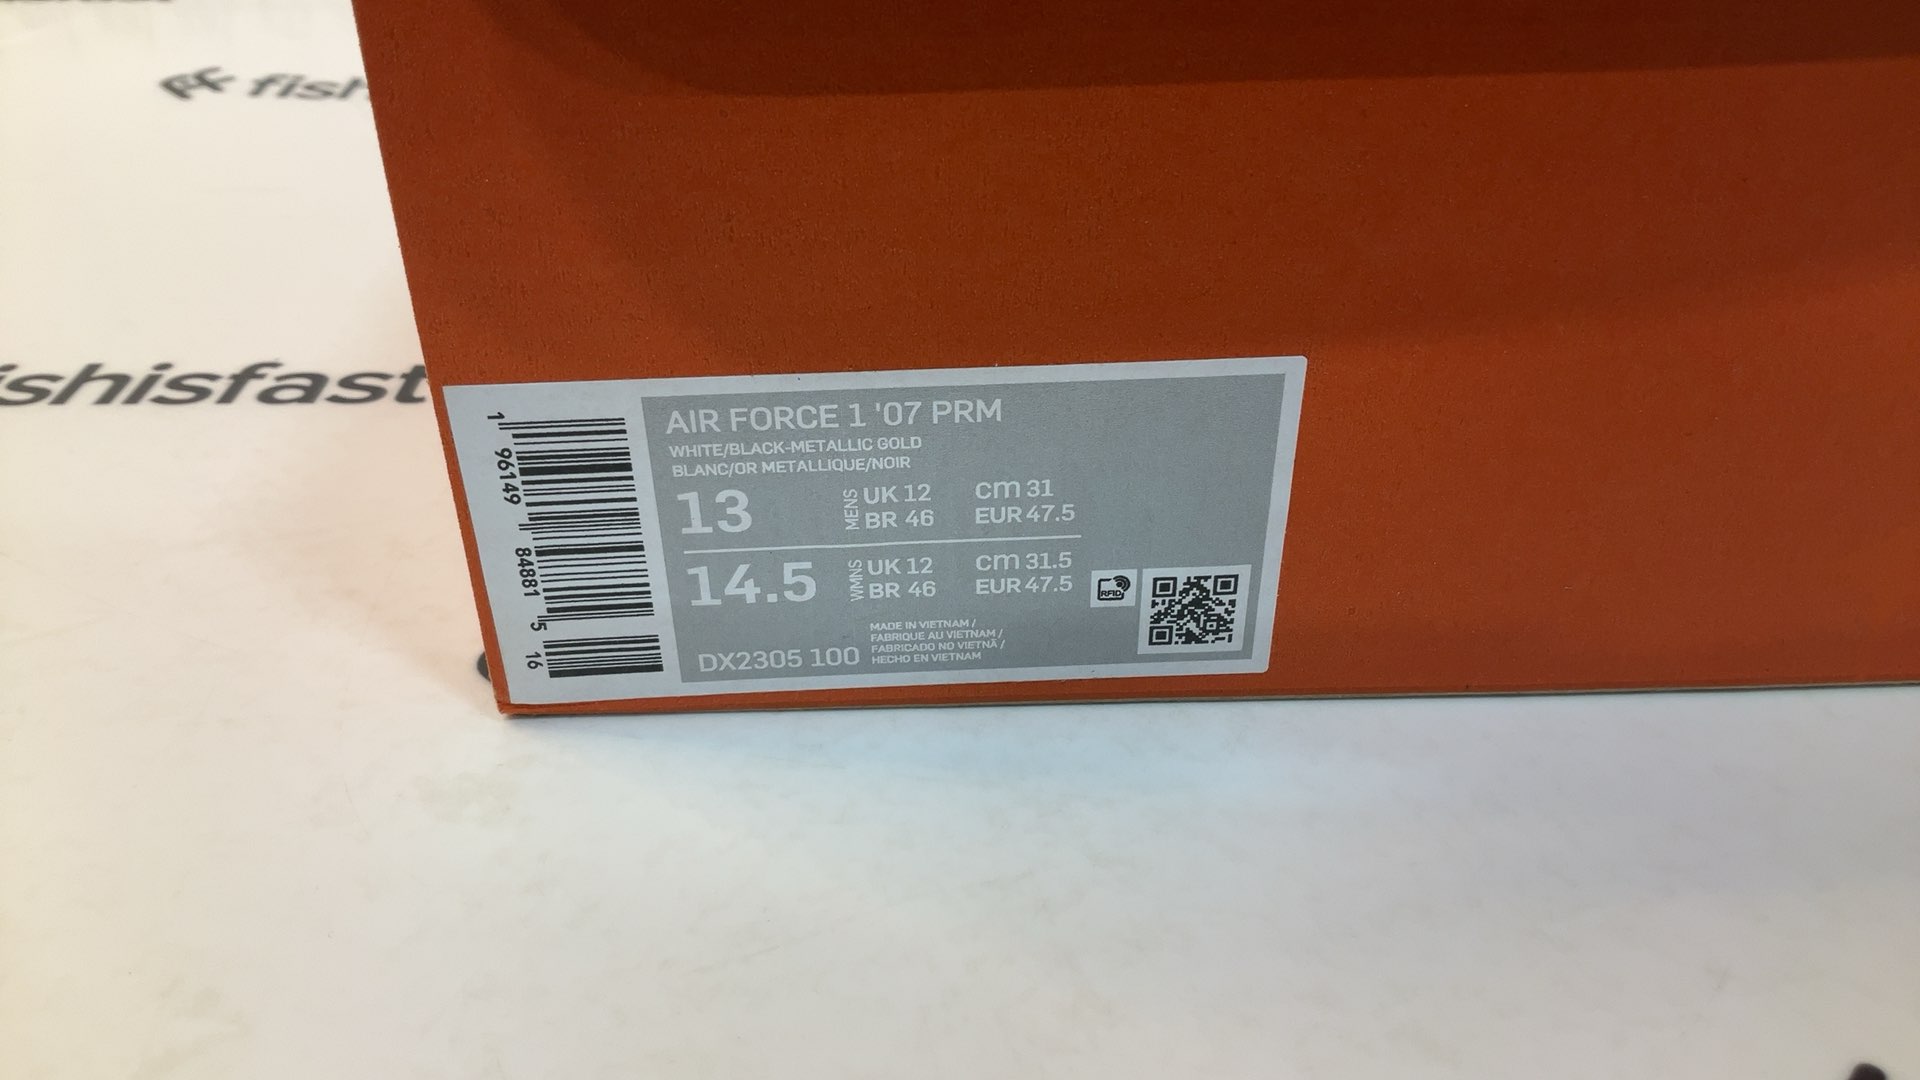 fish
ishisfast
1 96149 84881 5 16
AIR FORCE 1 '07 PRM
WHITE/BLACK-METALLIC GOLD
BLANC/OR METALLIQUE/NOIR
13 MENS UK 12 cm 31
BR 46 EUR 47.5
14.5 WMNS UK 12 cm 31.5
BR 46 EUR 47.5
RFID
MADE IN VIETNAM /
FABRIQUE AU VIETNAM /
FABRICADO NO VIETNÃ /
HECHO EN VIETNAM
DX2305 100